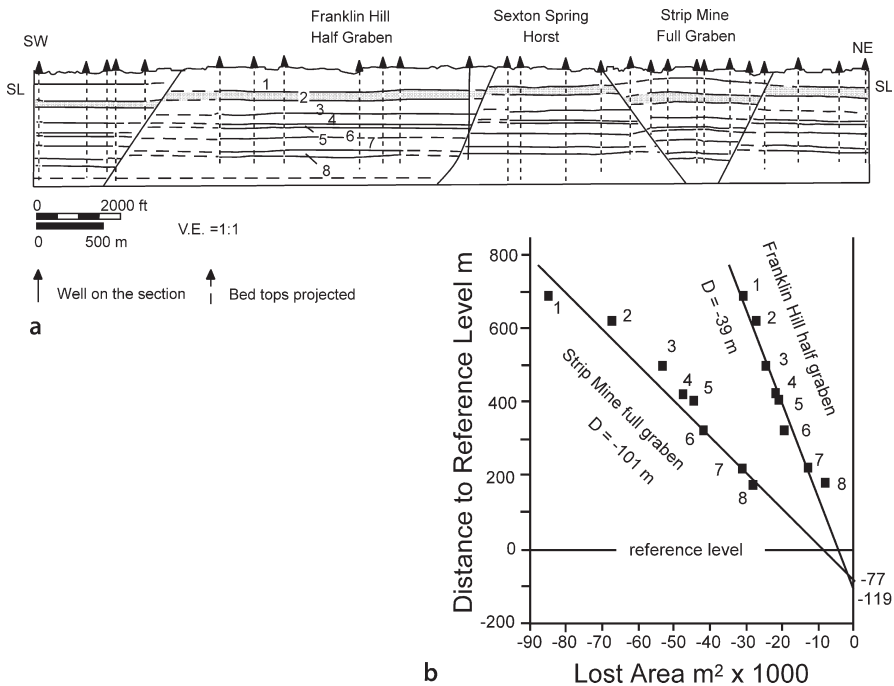 Franklin Hill
Half Graben
Sexton Spring
Horst
Strip Mine
Full Graben
SW
NE
SL
SL
1
2
3
4
5
6
7
8
0
2000 ft
0
500 m
V.E. =1:1
Well on the section
Bed tops projected
a
Distance to Reference Level m
800
600
400
200
0
-200
1
2
3
4
5
6
7
8
Strip Mine full graben
D = -101 m
Franklin Hill half graben
D = -39 m
1
2
3
4
5
6
7
8
reference level
-77
-119
-90 -80 -70 -60 -50 -40 -30 -20 -10 0
b
Lost Area m² x 1000